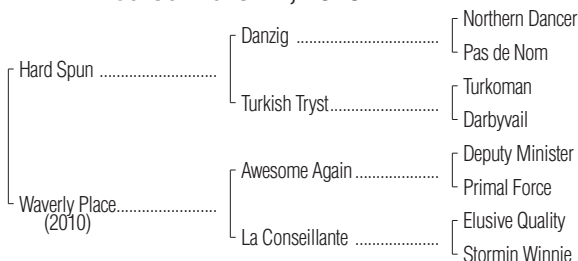 Northern Dancer
Danzig ....................................
Pas de Nom
Hard Spun ..............................
Turkoman
Turkish Tryst...........................
Darbyvail
Deputy Minister
Awesome Again .....................
Primal Force
Waverly Place.........................
(2010)
Elusive Quality
La Conseillante .....................
Stormin Winnie